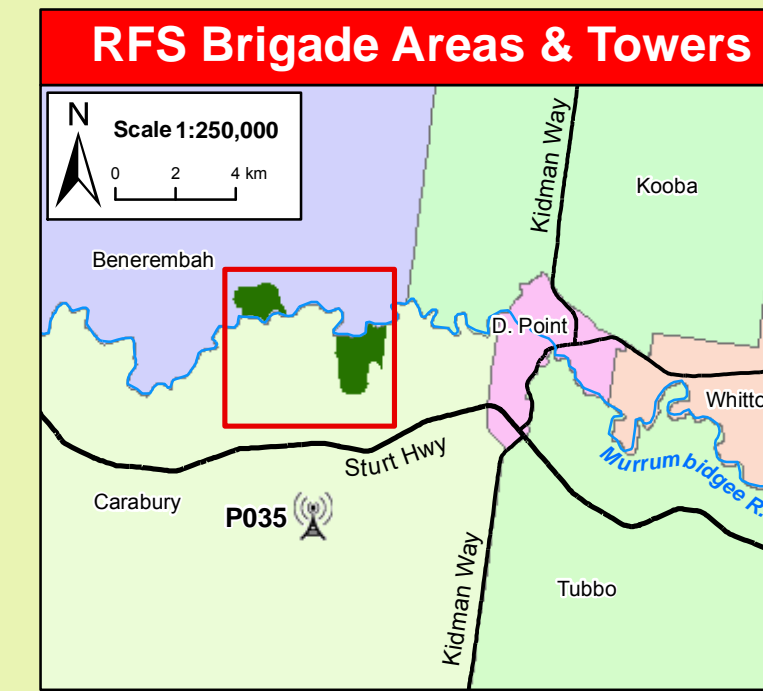 RFS Brigade Areas & Towers
N
Scale 1:250,000
0 2 4 km
Kidman Way
Kooba
Benerembah
D. Point
Whitto
Sturt Hwy
Murrumbidgee R.
Carabury
P035
Kidman Way
Tubbo